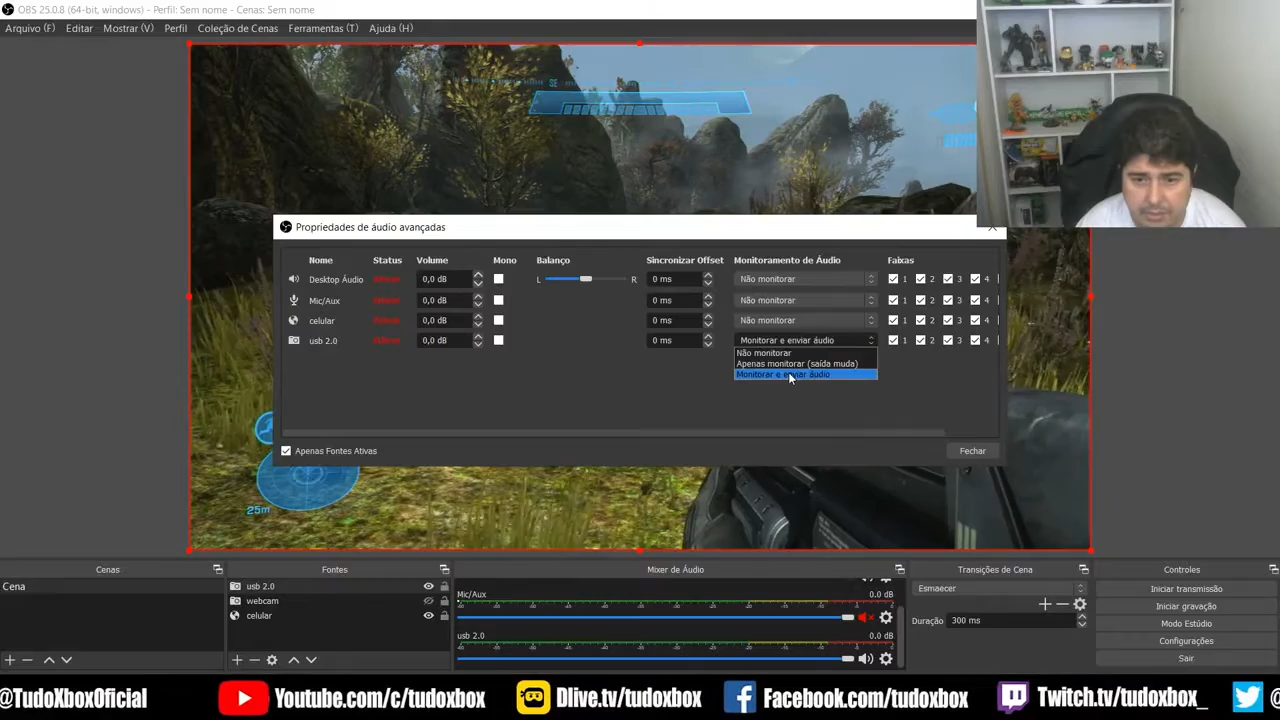 OBS 25.0.8 (64-bit, windows) - Perfil: Sem nome - Cenas: Sem nome
Arquivo (F) Editar Mostrar (V) Perfil Coleção de Cenas Ferramentas (T) Ajuda (H)
SE
Propriedades de áudio avançadas
Nome Status Volume Mono Balanço Sincronizar Offset Monitoramento de Áudio Faixas
Desktop Áudio 0,0 dB L R 0 ms Não monitorar 1 2 3 4
Mic/Aux 0,0 dB 0 ms Não monitorar 1 2 3 4
celular 0,0 dB 0 ms Não monitorar 1 2 3 4
usb 2.0 0,0 dB 0 ms Monitorar e enviar áudio 1 2 3 4
Não monitorar
Apenas monitorar (saída muda)
Monitorar e enviar áudio
Apenas Fontes Ativas Fechar
25m
Cenas Fontes Mixer de Áudio Transições de Cena Controles
Cena
usb 2.0
webcam
celular
Mic/Aux 0.0 dB
usb 2.0 0.0 dB
Esmaecer
Duração 300 ms
Iniciar transmissão
Iniciar gravação
Modo Estúdio
Configurações
Sair
@TudoXboxOficial Youtube.com/c/tudoxbox Dlive.tv/tudoxbox Facebook.com/tudoxbox Twitch.tv/tudoxbox_ @